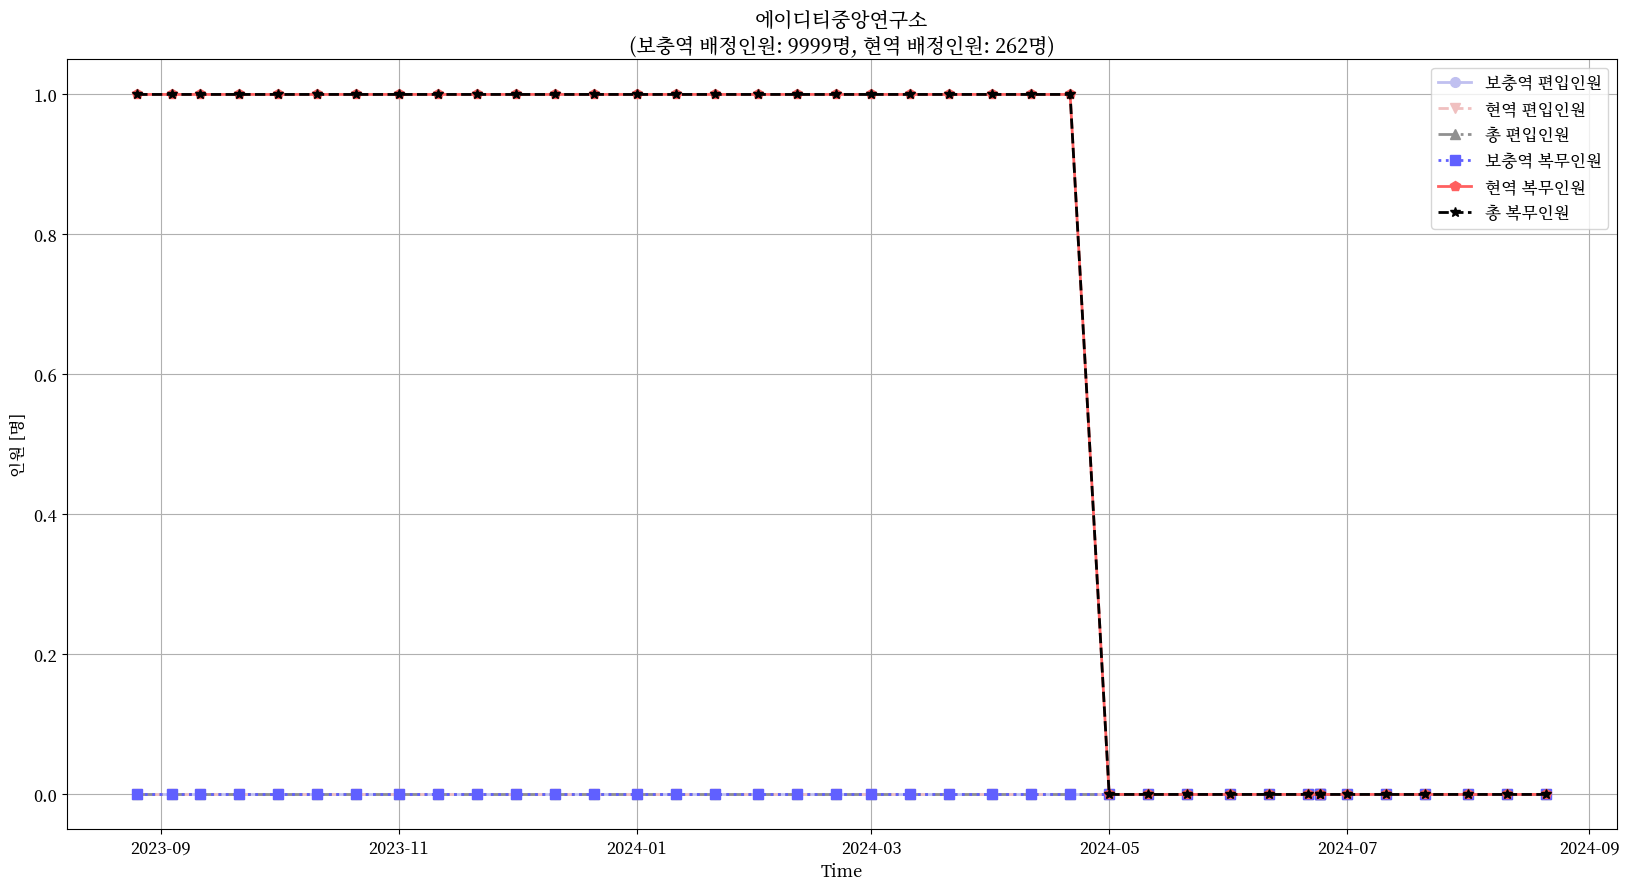 에이디티중앙연구소
(보충역 배정인원: 9999명, 현역 배정인원: 262명)
보충역 편입인원
현역 편입인원
총 편입인원
보충역 복무인원
현역 복무인원
총 복무인원
인원 [명]
1.0
0.8
0.6
0.4
0.2
0.0
2023-09
2023-11
2024-01
2024-03
2024-05
2024-07
2024-09
Time